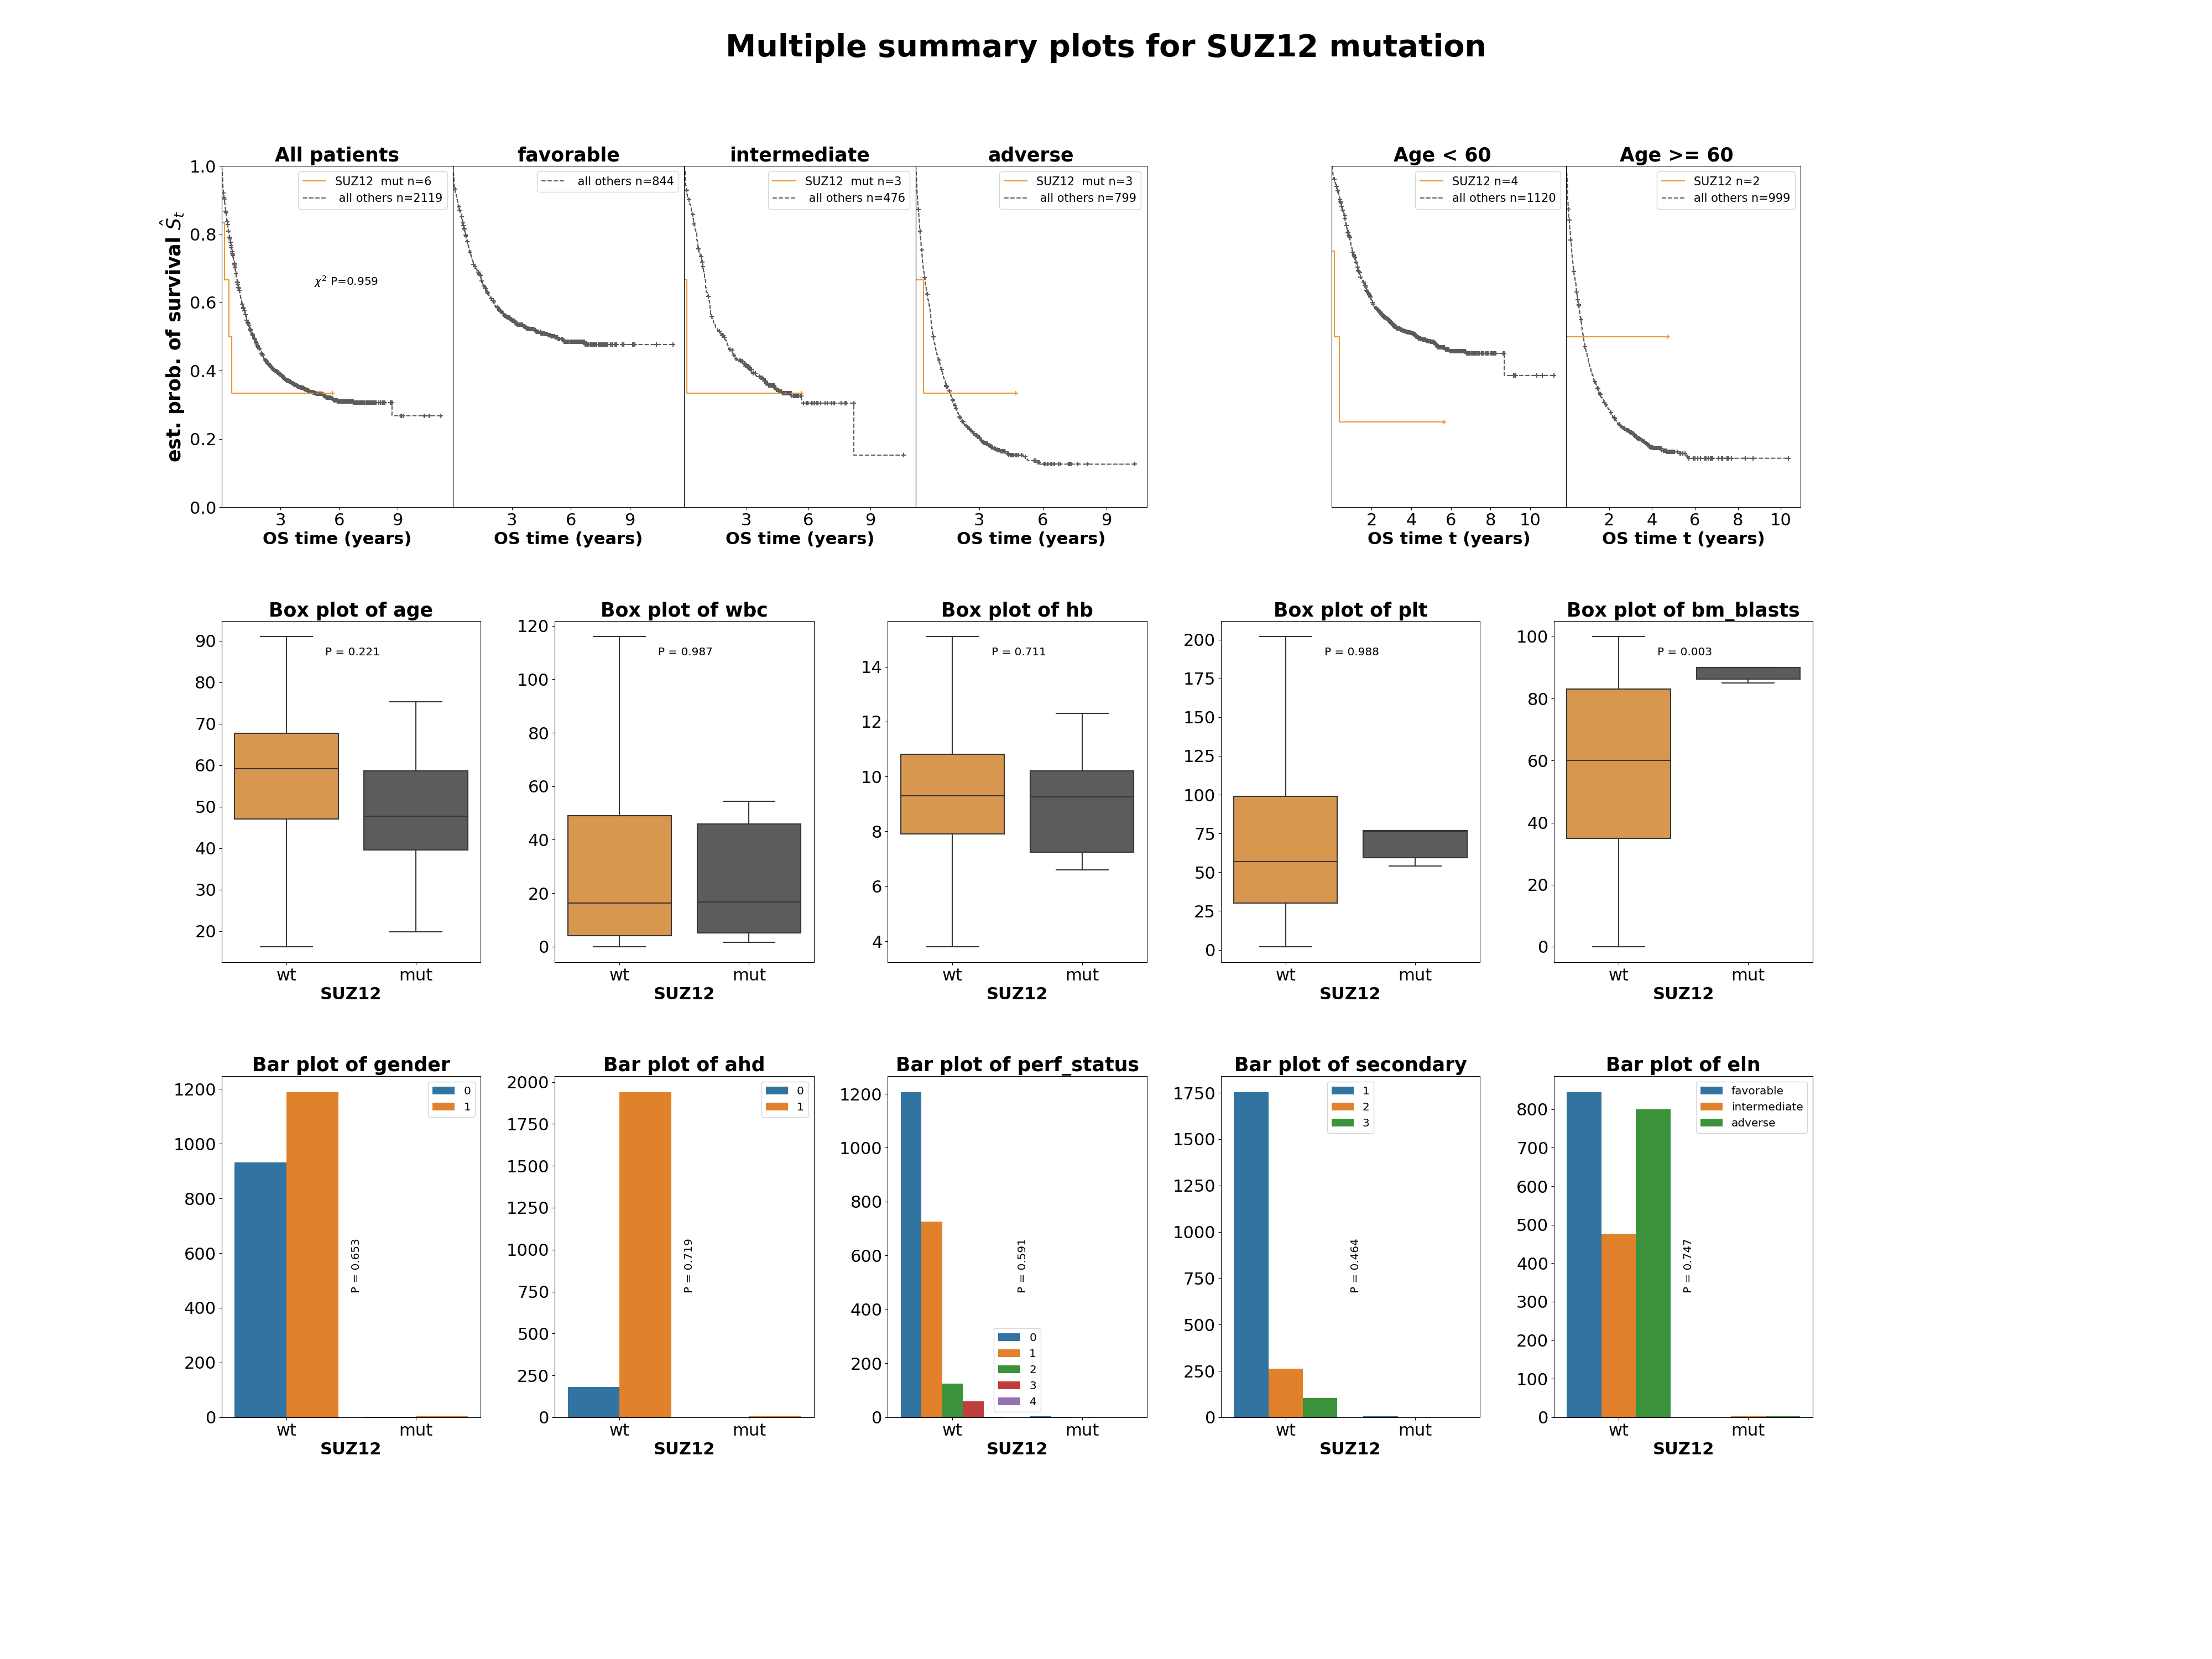 Multiple summary plots for SUZ12 mutation
All patients
favorable
intermediate
adverse
Age < 60
Age >= 60
SUZ12 mut n=6
all others n=2119
all others n=844
SUZ12 mut n=3
all others n=476
SUZ12 mut n=3
all others n=799
SUZ12 n=4
all others n=1120
SUZ12 n=2
all others n=999
est. prob. of survival Ŝt
1.0
0.8
0.6
0.4
0.2
0.0
χ² P=0.959
3 6 9
3 6 9
3 6 9
3 6 9
2 4 6 8 10
2 4 6 8 10
OS time (years)
OS time (years)
OS time (years)
OS time (years)
OS time t (years)
OS time t (years)
Box plot of age
P = 0.221
90
80
70
60
50
40
30
20
wt mut
SUZ12
Box plot of wbc
P = 0.987
120
100
80
60
40
20
0
wt mut
SUZ12
Box plot of hb
P = 0.711
14
12
10
8
6
4
wt mut
SUZ12
Box plot of plt
P = 0.988
200
175
150
125
100
75
50
25
0
wt mut
SUZ12
Box plot of bm_blasts
P = 0.003
100
80
60
40
20
0
wt mut
SUZ12
Bar plot of gender
0
1
P = 0.653
1200
1000
800
600
400
200
0
wt mut
SUZ12
Bar plot of ahd
0
1
P = 0.719
2000
1750
1500
1250
1000
750
500
250
0
wt mut
SUZ12
Bar plot of perf_status
P = 0.591
0
1
2
3
4
1200
1000
800
600
400
200
0
wt mut
SUZ12
Bar plot of secondary
1
2
3
P = 0.464
1750
1500
1250
1000
750
500
250
0
wt mut
SUZ12
Bar plot of eln
favorable
intermediate
adverse
P = 0.747
800
700
600
500
400
300
200
100
0
wt mut
SUZ12